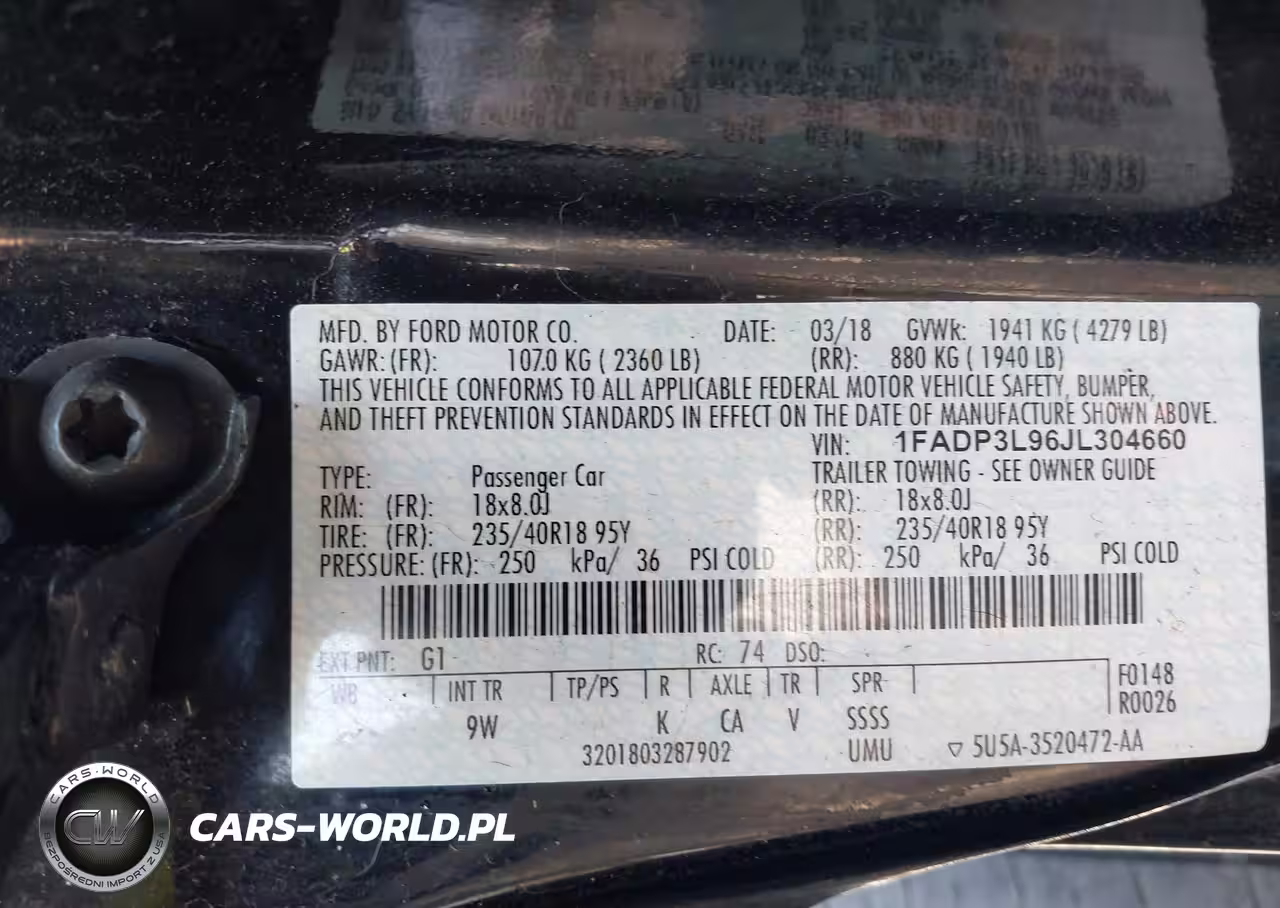 MFD. BY FORD MOTOR CO. DATE: 03/18 GVWR: 1941 KG ( 4279 LB)
GAWR: (FR): 107.0 KG ( 2360 LB) (RR): 880 KG ( 1940 LB)
THIS VEHICLE CONFORMS TO ALL APPLICABLE FEDERAL MOTOR VEHICLE SAFETY, BUMPER,
AND THEFT PREVENTION STANDARDS IN EFFECT ON THE DATE OF MANUFACTURE SHOWN ABOVE.
VIN: 1FADP3L96JL304660
TYPE: Passenger Car TRAILER TOWING - SEE OWNER GUIDE
RIM: (FR): 18x8.0J (RR): 18x8.0J
TIRE: (FR): 235/40R18 95Y (RR): 235/40R18 95Y
PRESSURE: (FR): 250 kPa/ 36 PSI COLD (RR): 250 kPa/ 36 PSI COLD
EXT PNT: G1 RC: 74 DSO:
WB INT TR TP/PS R AXLE TR SPR F0148
R0026
9W K CA V SSSS
3201803287902 UMU ▽ 5U5A-3520472-AA
CARS-WORLD
CW
BEZPOŚREDNI IMPORT Z USA
CARS-WORLD.PL